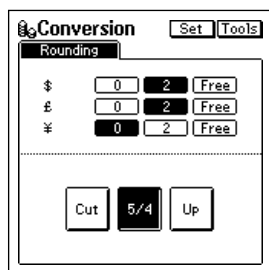 Conversion Set Tools
Rounding
$ 0 2 Free
£ 0 2 Free
¥ 0 2 Free
Cut 5/4 Up